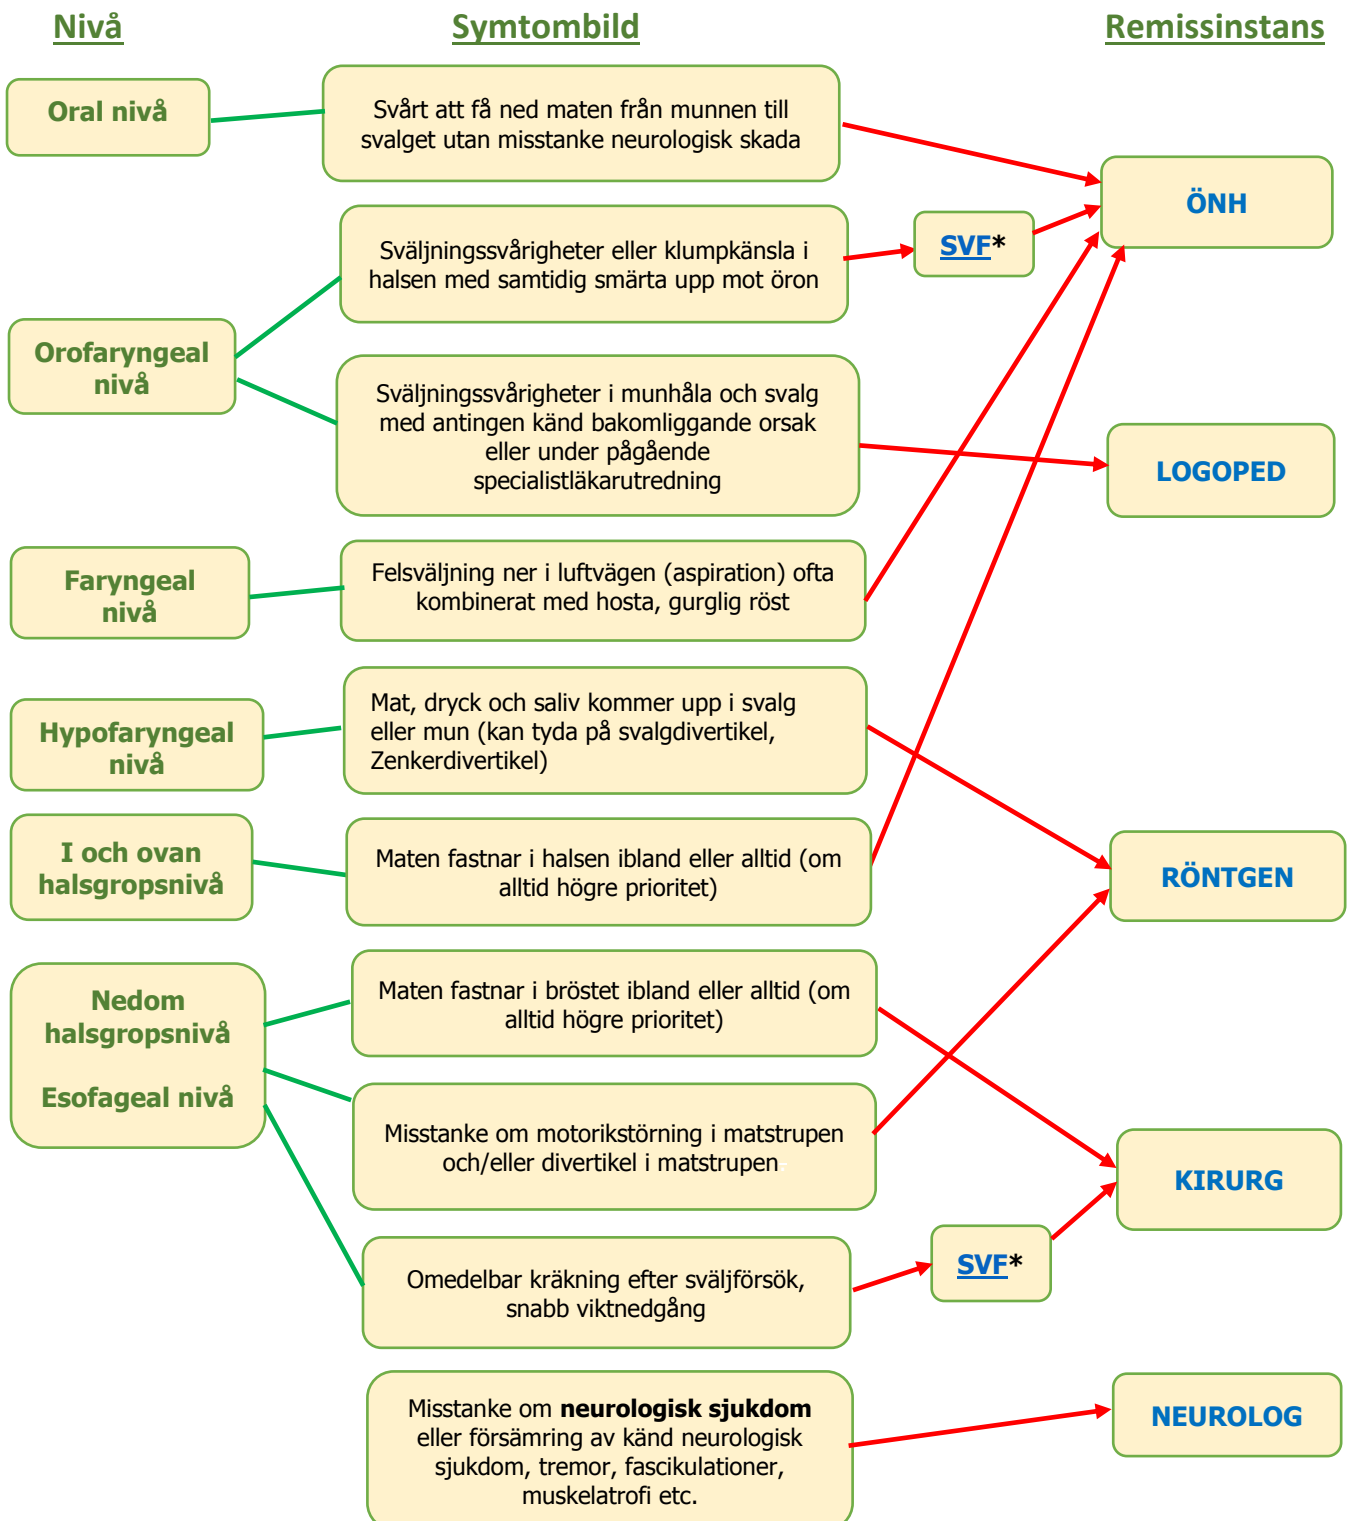 Nivå
Symtombild
Remissinstans
Oral nivå
Svårt att få ned maten från munnen till
svalget utan misstanke neurologisk skada
ÖNH
Sväljningssvårigheter eller klumpkänsla i
halsen med samtidig smärta upp mot öron
SVF*
Orofaryngeal
nivå
Sväljningssvårigheter i munhåla och svalg
med antingen känd bakomliggande orsak
eller under pågående
specialistläkarutredning
LOGOPED
Faryngeal
nivå
Felsväljning ner i luftvägen (aspiration) ofta
kombinerat med hosta, gurglig röst
Hypofaryngeal
nivå
Mat, dryck och saliv kommer upp i svalg
eller mun (kan tyda på svalgdivertikel,
Zenkerdivertikel)
I och ovan
halsgropsnivå
Maten fastnar i halsen ibland eller alltid (om
alltid högre prioritet)
RÖNTGEN
Nedom
halsgropsnivå
Esofageal nivå
Maten fastnar i bröstet ibland eller alltid (om
alltid högre prioritet)
Misstanke om motorikstörning i matstrupen
och/eller divertikel i matstrupen
KIRURG
Omedelbar kräkning efter sväljförsök,
snabb viktnedgång
SVF*
Misstanke om neurologisk sjukdom
eller försämring av känd neurologisk
sjukdom, tremor, fascikulationer,
muskelatrofi etc.
NEUROLOG